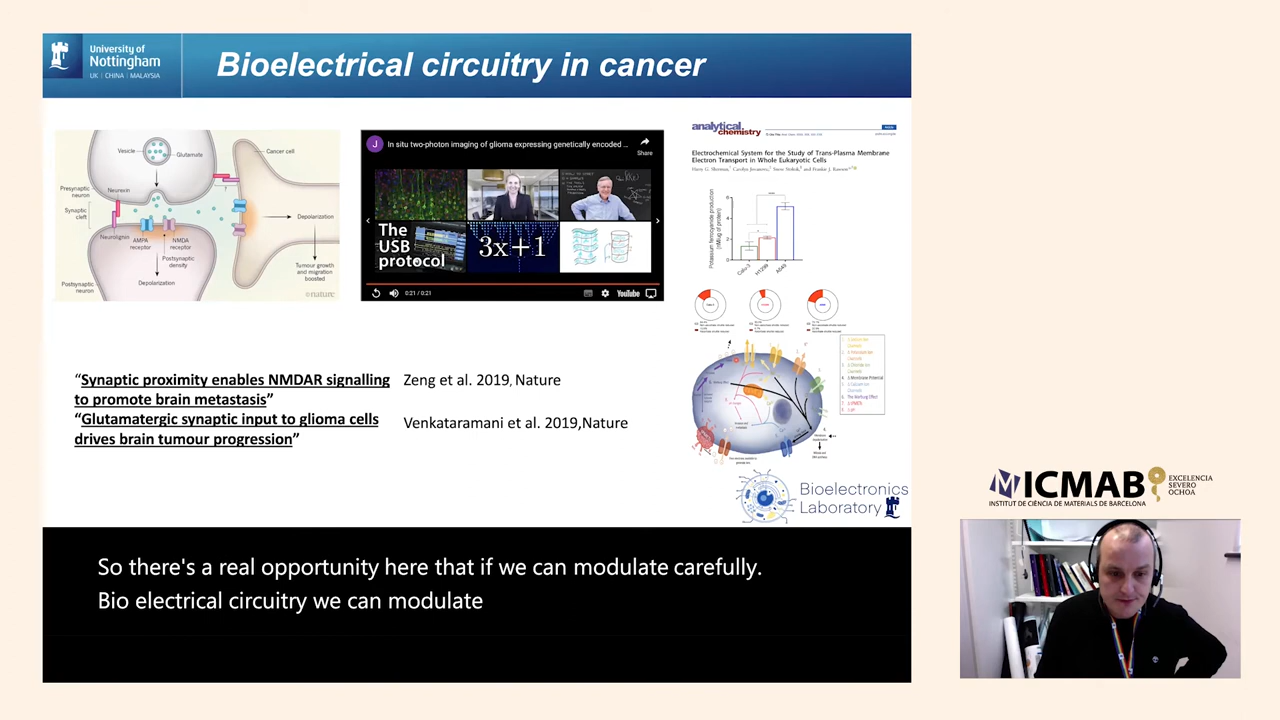 University of
Nottingham
UK | CHINA | MALAYSIA
Bioelectrical circuitry in cancer
Vesicle
Glutamate
Cancer cell
Presynaptic
neuron
Neurexin
Synaptic
cleft
Neuroligin
AMPA
receptor
NMDA
receptor
Depolarization
Postsynaptic
density
Tumour growth
and migration
boosted
Postsynaptic
neuron
Depolarization
©nature
J
In situ two-photon imaging of glioma expressing genetically encoded ...
Share
The
USB
protocol
3x+1
0:21 / 0:21
YouTube
analytical
chemistry
Electrochemical System for the Study of Trans-Plasma Membrane
Electron Transport in Whole Eukaryotic Cells
Potassium ferrocyanide production
Calu-3
H1299
A549
“Synaptic proximity enables NMDAR signalling
to promote brain metastasis”
Zeng et al. 2019, Nature
“Glutamatergic synaptic input to glioma cells
drives brain tumour progression”
Venkataramani et al. 2019,Nature
Bioelectronics
Laboratory
So there's a real opportunity here that if we can modulate carefully.
Bio electrical circuitry we can modulate
ICMAB
EXCELENCIA
SEVERO
OCHOA
INSTITUT DE CIÈNCIA DE MATERIALS DE BARCELONA